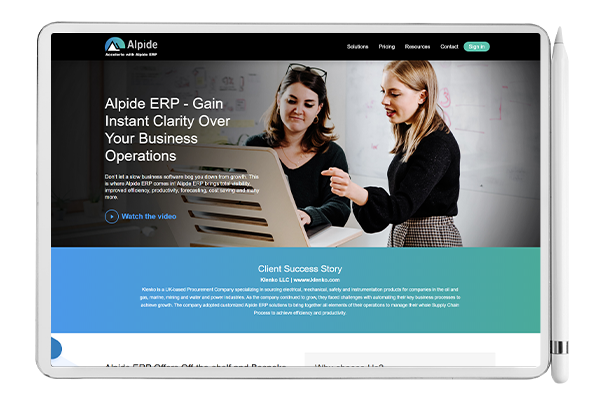 Alpide
Accelerate with Alpide ERP
Solutions Pricing Resources Contact Sign In
Alpide ERP - Gain
Instant Clarity Over
Your Business
Operations
Don't let a slow business software bog you down from growth. This
is where Alpide ERP comes in! Alpide ERP brings total visibility,
improved efficiency, productivity, forecasting, cost saving and many
more.
Watch the video
Client Success Story
Klenko LLC | www.klenko.com
Klenko is a UK-based Procurement Company specializing in sourcing electrical, mechanical, safety and instrumentation products for companies in the oil and
gas, marine, mining and water and power industries. As the company continued to grow, they faced challenges with automating their key business processes to
achieve growth. The company adopted customized Alpide ERP solutions to bring together all elements of their operations to manage their whole Supply Chain
Process to achieve efficiency and productivity.
Alpide ERP Offers Off-the-shelf and Bespoke
Why choose Us?